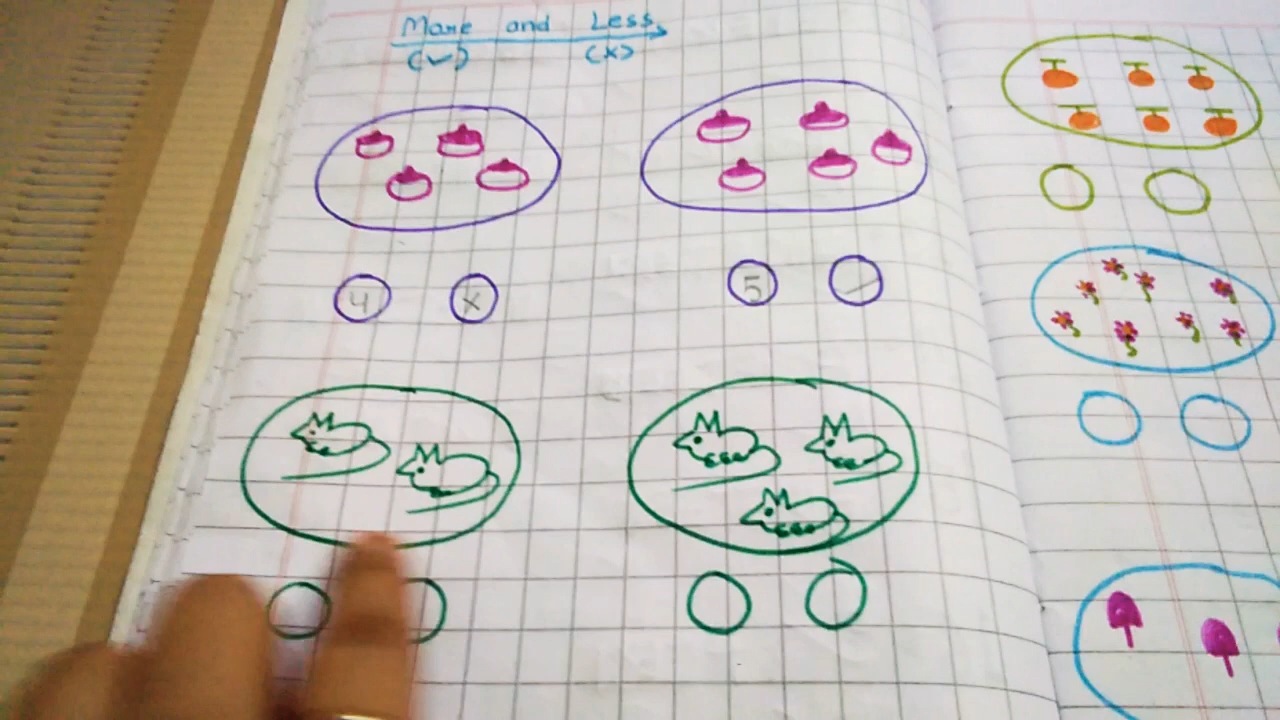 More and Less
(✓) (x)
4 x 5